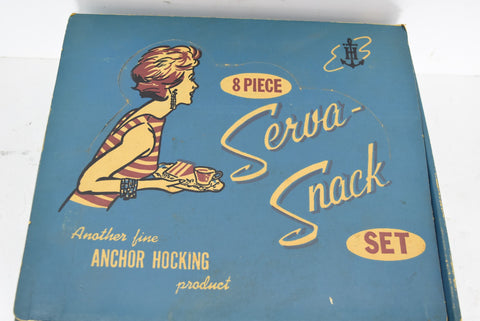 8 PIECE
Serva-
Snack
SET
Another fine
ANCHOR HOCKING
product